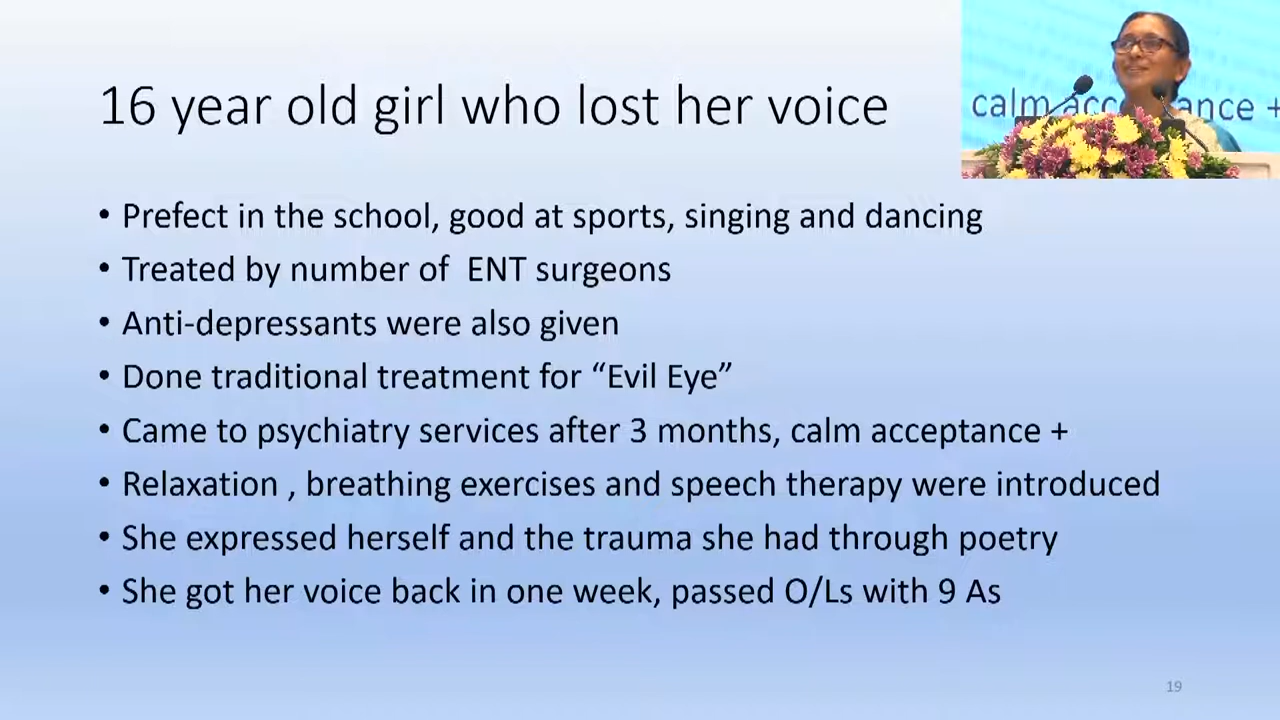 16 year old girl who lost her voice
calm acc ance +
• Prefect in the school, good at sports, singing and dancing
• Treated by number of  ENT surgeons
• Anti-depressants were also given
• Done traditional treatment for “Evil Eye”
• Came to psychiatry services after 3 months, calm acceptance +
• Relaxation , breathing exercises and speech therapy were introduced
• She expressed herself and the trauma she had through poetry
• She got her voice back in one week, passed O/Ls with 9 As
19